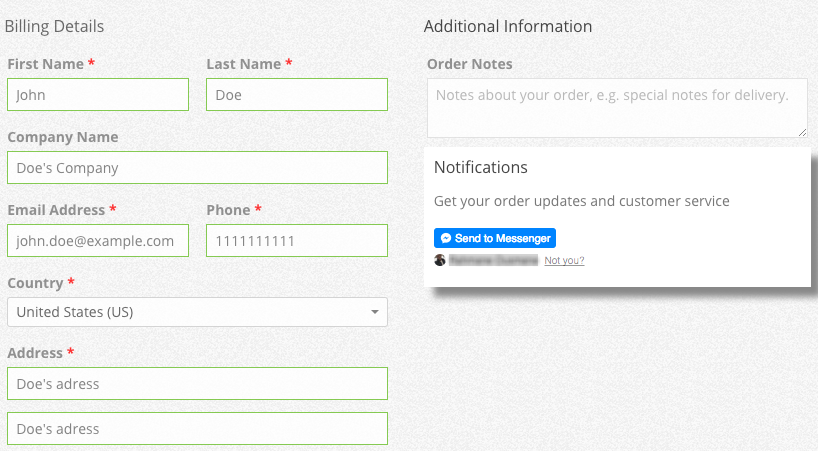 Billing Details
First Name *
Last Name *
John
Doe
Company Name
Doe's Company
Email Address *
Phone *
john.doe@example.com
1111111111
Country *
United States (US)
Address *
Doe's adress
Doe's adress
Additional Information
Order Notes
Notes about your order, e.g. special notes for delivery.
Notifications
Get your order updates and customer service
Send to Messenger
Not you?